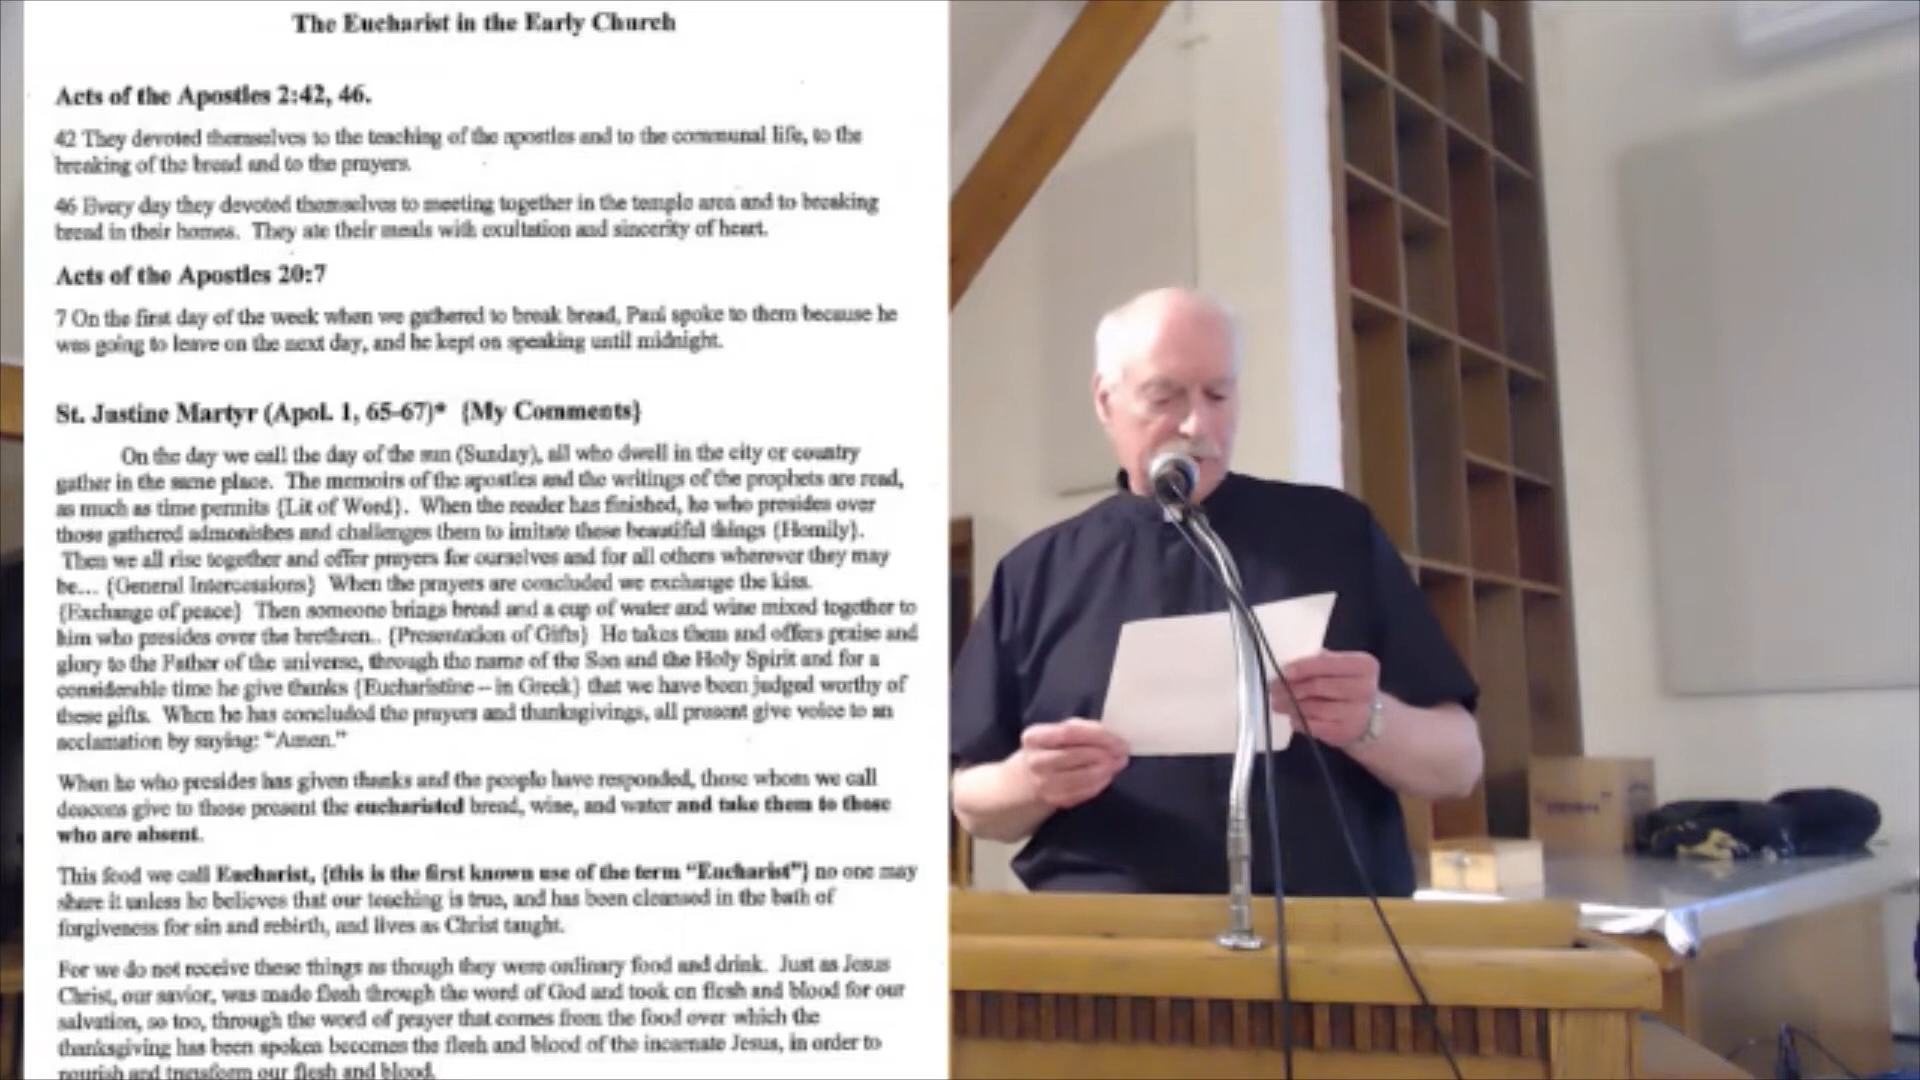 The Eucharist in the Early Church
Acts of the Apostles 2:42, 46.
42 They devoted themselves to the teaching of the apostles and to the communal life, to the
breaking of the bread and to the prayers.
46 Every day they devoted themselves to meeting together in the temple area and to breaking
bread in their homes. They ate their meals with exultation and sincerity of heart.
Acts of the Apostles 20:7
7 On the first day of the week when we gathered to break bread, Paul spoke to them because he
was going to leave on the next day, and he kept on speaking until midnight.
St. Justine Martyr (Apol. 1, 65-67)* {My Comments}
On the day we call the day of the sun (Sunday), all who dwell in the city or country
gather in the same place. The memoirs of the apostles and the writings of the prophets are read,
as much as time permits {Lit of Word}. When the reader has finished, he who presides over
those gathered admonishes and challenges them to imitate these beautiful things {Homily}.
Then we all rise together and offer prayers for ourselves and for all others wherever they may
be... {General Intercessions} When the prayers are concluded we exchange the kiss.
{Exchange of peace} Then someone brings bread and a cup of water and wine mixed together to
him who presides over the brethren.. {Presentation of Gifts} He takes them and offers praise and
glory to the Father of the universe, through the name of the Son and the Holy Spirit and for a
considerable time he give thanks {Eucharistine – in Greek} that we have been judged worthy of
these gifts. When he has concluded the prayers and thanksgivings, all present give voice to an
acclamation by saying: “Amen.”
When he who presides has given thanks and the people have responded, those whom we call
deacons give to those present the eucharisted bread, wine, and water and take them to those
who are absent.
This food we call Eucharist, {this is the first known use of the term “Eucharist”} no one may
share it unless he believes that our teaching is true, and has been cleansed in the bath of
forgiveness for sin and rebirth, and lives as Christ taught.
For we do not receive these things as though they were ordinary food and drink. Just as Jesus
Christ, our savior, was made flesh through the word of God and took on flesh and blood for our
salvation, so too, through the word of prayer that comes from the food over which the
thanksgiving has been spoken becomes the flesh and blood of the incarnate Jesus, in order to
nourish and transform our flesh and blood.